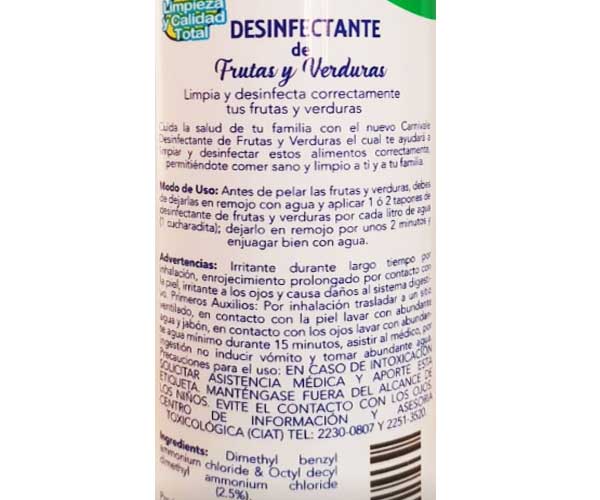 Limpieza
y Calidad
Total
DESINFECTANTE
de
Frutas y Verduras
Limpia y desinfecta correctamente
tus frutas y verduras
Cuida la salud de tu familia con el nuevo Carnivale
Desinfectante de Frutas y Verduras el cual te ayudará a
limpiar y desinfectar estos alimentos correctamente,
permitiéndote comer sano y limpio a ti y a tu familia.
Modo de Uso: Antes de pelar las frutas y verduras, debes
de dejarlas en remojo con agua y aplicar 1 ó 2 tapones de
desinfectante de frutas y verduras por cada litro de agua
(1 cucharadita); dejarlo en remojo por unos 2 minutos y
enjuagar bien con agua.
Advertencias: Irritante durante largo tiempo por
inhalación, enrojecimiento prolongado por contacto con
la piel, irritante a los ojos y causa daños al sistema digesti-
vo. Primeros Auxilios: Por inhalación trasladar a un sitio
ventilado, en contacto con la piel lavar con abundan
agua y jabón, en contacto con los ojos lavar con abundan
de agua mínimo durante 15 minutos, asistir al médico, por
ingestión no inducir vómito y tomar abundante agua.
Precauciones para el uso: EN CASO DE INTOXICACIÓN
SOLICITAR ASISTENCIA MÉDICA Y APORTE ESTA
ETIQUETA. MANTÉNGASE FUERA DEL ALCANCE DE
LOS NIÑOS. EVITE EL CONTACTO CON LOS OJOS.
CENTRO DE INFORMACIÓN Y ASESORIA
TOXICOLÓGICA (CIAT) TEL: 2230-0807 Y 2251-3520.
Ingredients: Dimethyl benzyl
ammonium chloride & Octyl decyl
dimethyl ammonium chloride
(2.5%).